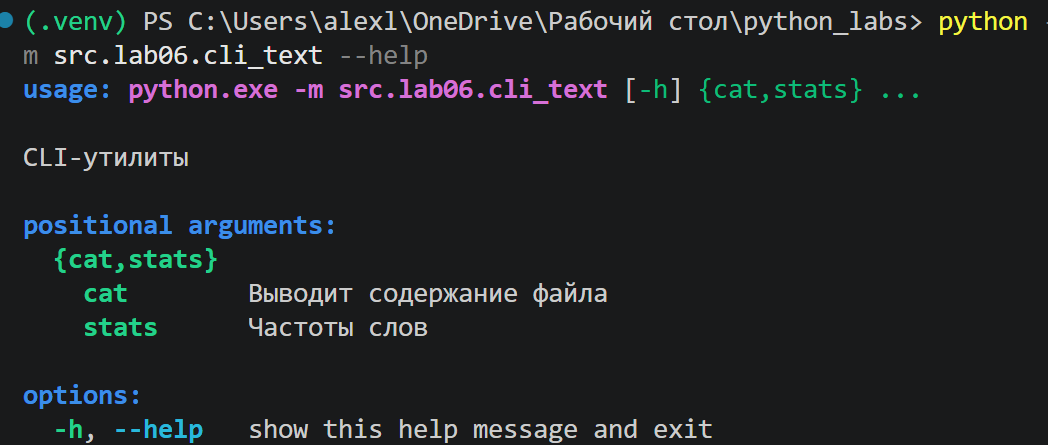 (.venv) PS C:\Users\alexl\OneDrive\Рабочий стол\python_labs> python -
m src.lab06.cli_text --help
usage: python.exe -m src.lab06.cli_text [-h] {cat,stats} ...
CLI-утилиты
positional arguments:
{cat,stats}
cat Выводит содержание файла
stats Частоты слов
options:
-h, --help show this help message and exit